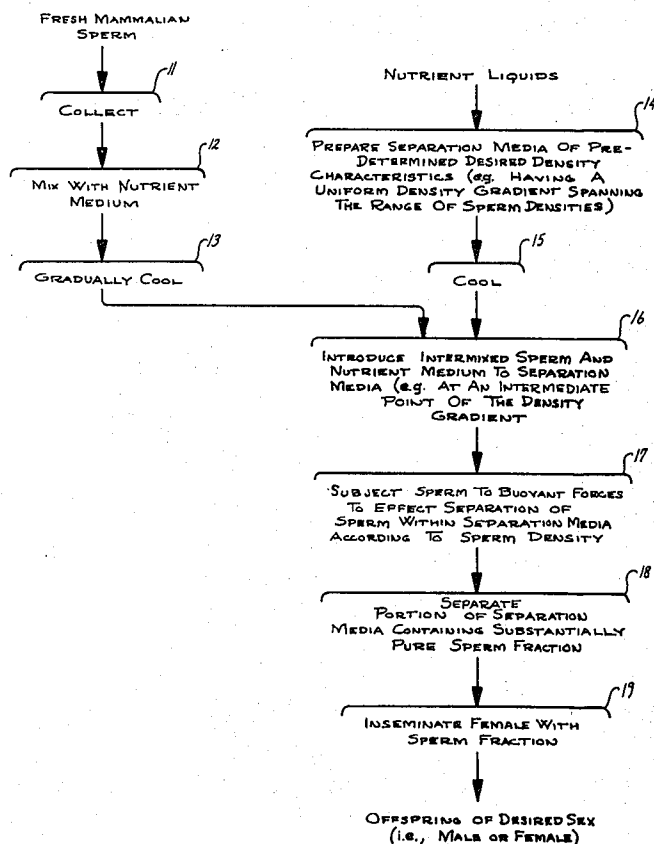 FRESH MAMMALIAN
SPERM
11
COLLECT
12
MIX WITH NUTRIENT
MEDIUM
13
GRADUALLY COOL
NUTRIENT LIQUIDS
14
PREPARE SEPARATION MEDIA OF PRE-
DETERMINED DESIRED DENSITY
CHARACTERISTICS (e.g. HAVING A
UNIFORM DENSITY GRADIENT SPANNING
THE RANGE OF SPERM DENSITIES)
15
COOL
16
INTRODUCE INTERMIXED SPERM AND
NUTRIENT MEDIUM TO SEPARATION
MEDIA (e.g. AT AN INTERMEDIATE
POINT OF THE DENSITY
GRADIENT
17
SUBJECT SPERM TO BUOYANT FORCES
TO EFFECT SEPARATION OF
SPERM WITHIN SEPARATION MEDIA
ACCORDING TO SPERM DENSITY
18
SEPARATE
PORTION OF SEPARATION
MEDIA CONTAINING SUBSTANTIALLY
PURE SPERM FRACTION
19
INSEMINATE FEMALE WITH
SPERM FRACTION
OFFSPRING OF DESIRED SEX
(i.e., MALE OR FEMALE)